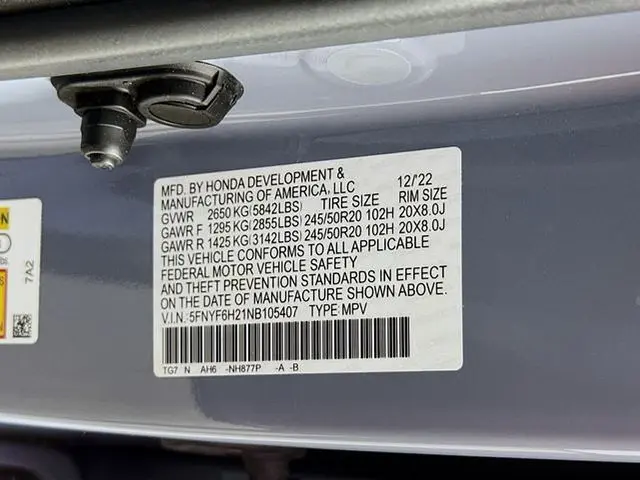 MFD. BY HONDA DEVELOPMENT &
MANUFACTURING OF AMERICA, LLC 12/'22
GVWR 2650 KG(5842LBS) TIRE SIZE RIM SIZE
GAWR F 1295 KG(2855LBS) 245/50R20 102H 20X8.0J
GAWR R 1425 KG(3142LBS) 245/50R20 102H 20X8.0J
THIS VEHICLE CONFORMS TO ALL APPLICABLE
FEDERAL MOTOR VEHICLE SAFETY
AND THEFT PREVENTION STANDARDS IN EFFECT
ON THE DATE OF MANUFACTURE SHOWN ABOVE.
V.I.N.:5FNYF6H21NB105407 TYPE:MPV
TG7 N AH6 -NH877P -A -B
7A2